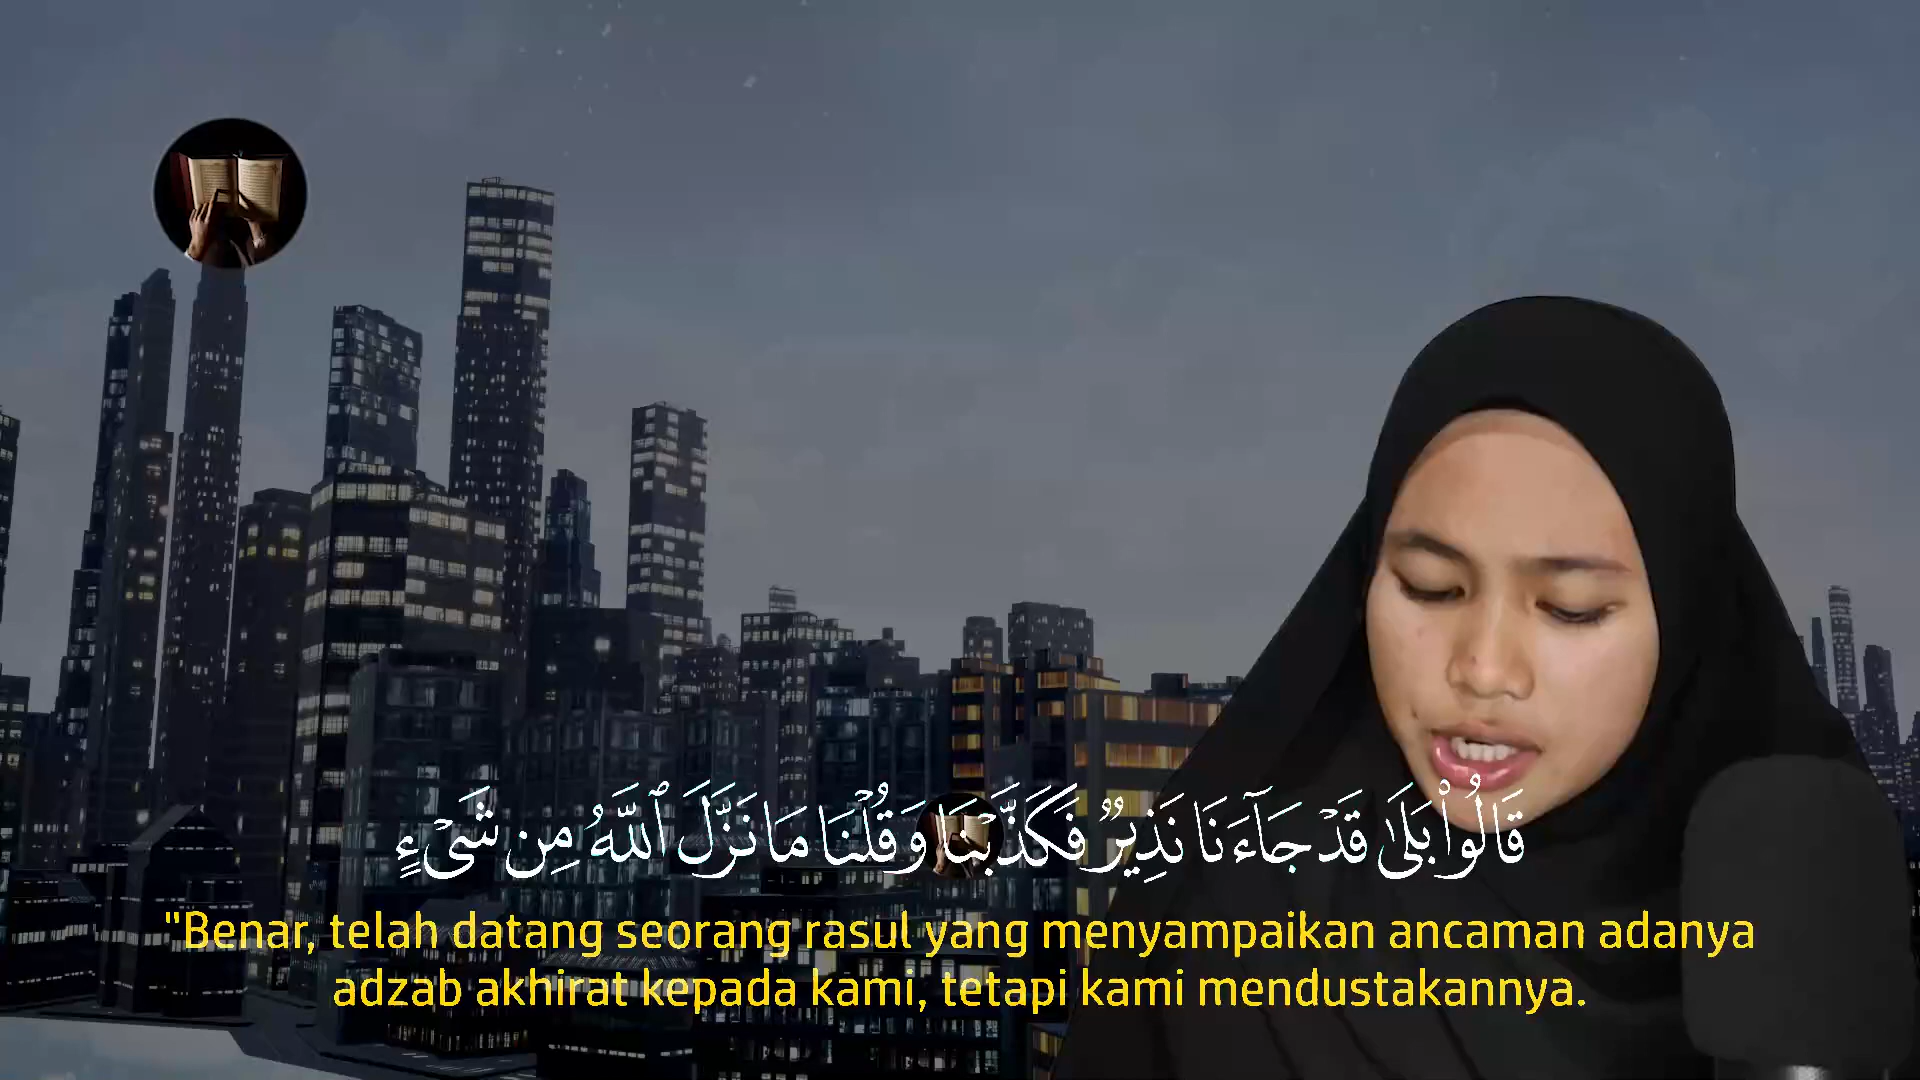 قَالُوا۟ بَلَىٰ قَدْ جَآءَنَا نَذِيرٌ فَكَذَّبْنَا وَقُلْنَا مَا نَزَّلَ ٱللَّهُ مِن شَىْءٍ
"Benar, telah datang seorang rasul yang menyampaikan ancaman adanya
adzab akhirat kepada kami, tetapi kami mendustakannya.